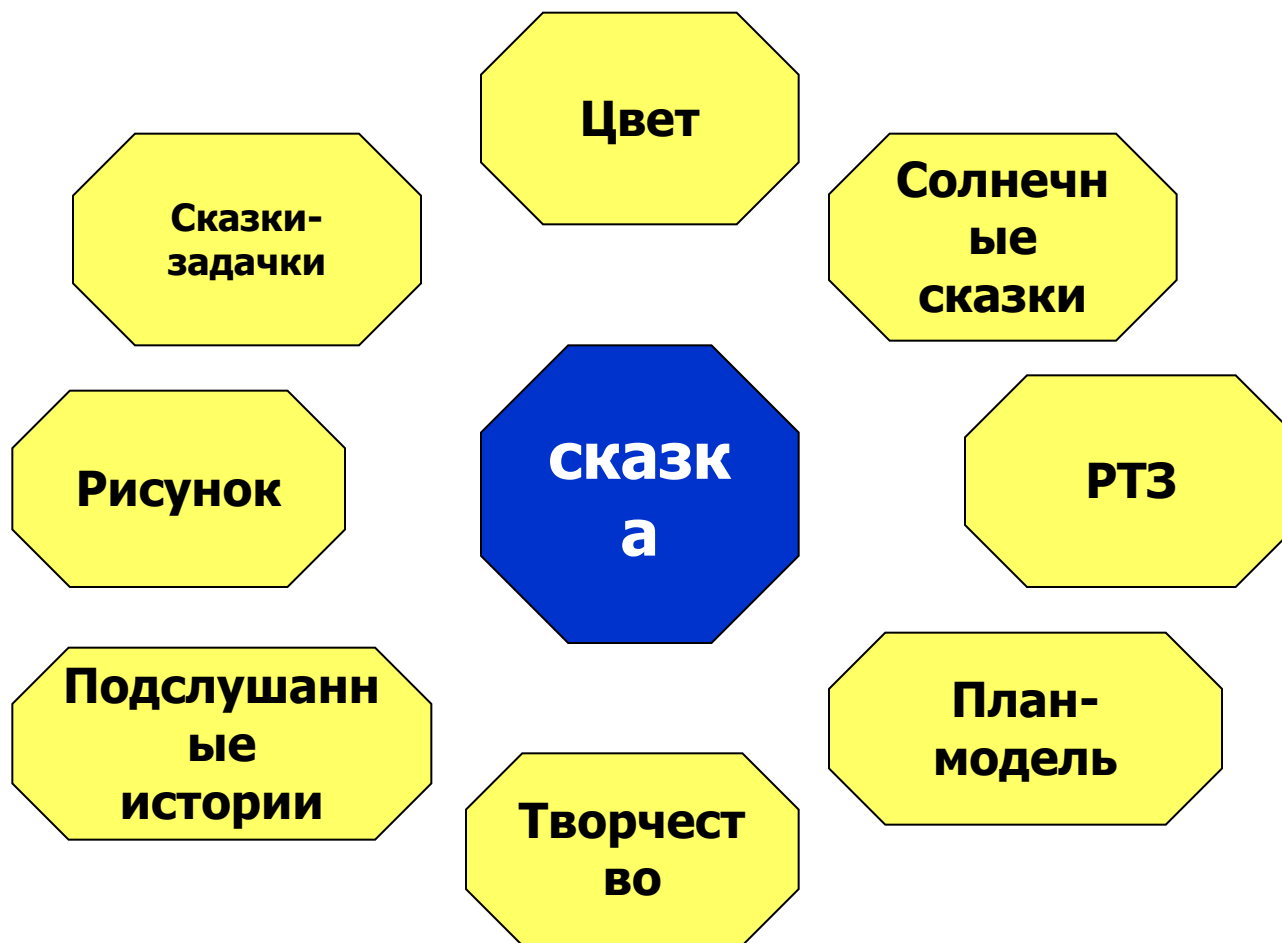 Цвет
Сказки-
задачки
Солнечн
ые
сказки
сказк
а
Рисунок
РТЗ
Подслушанн
ые
истории
План-
модель
Творчест
во